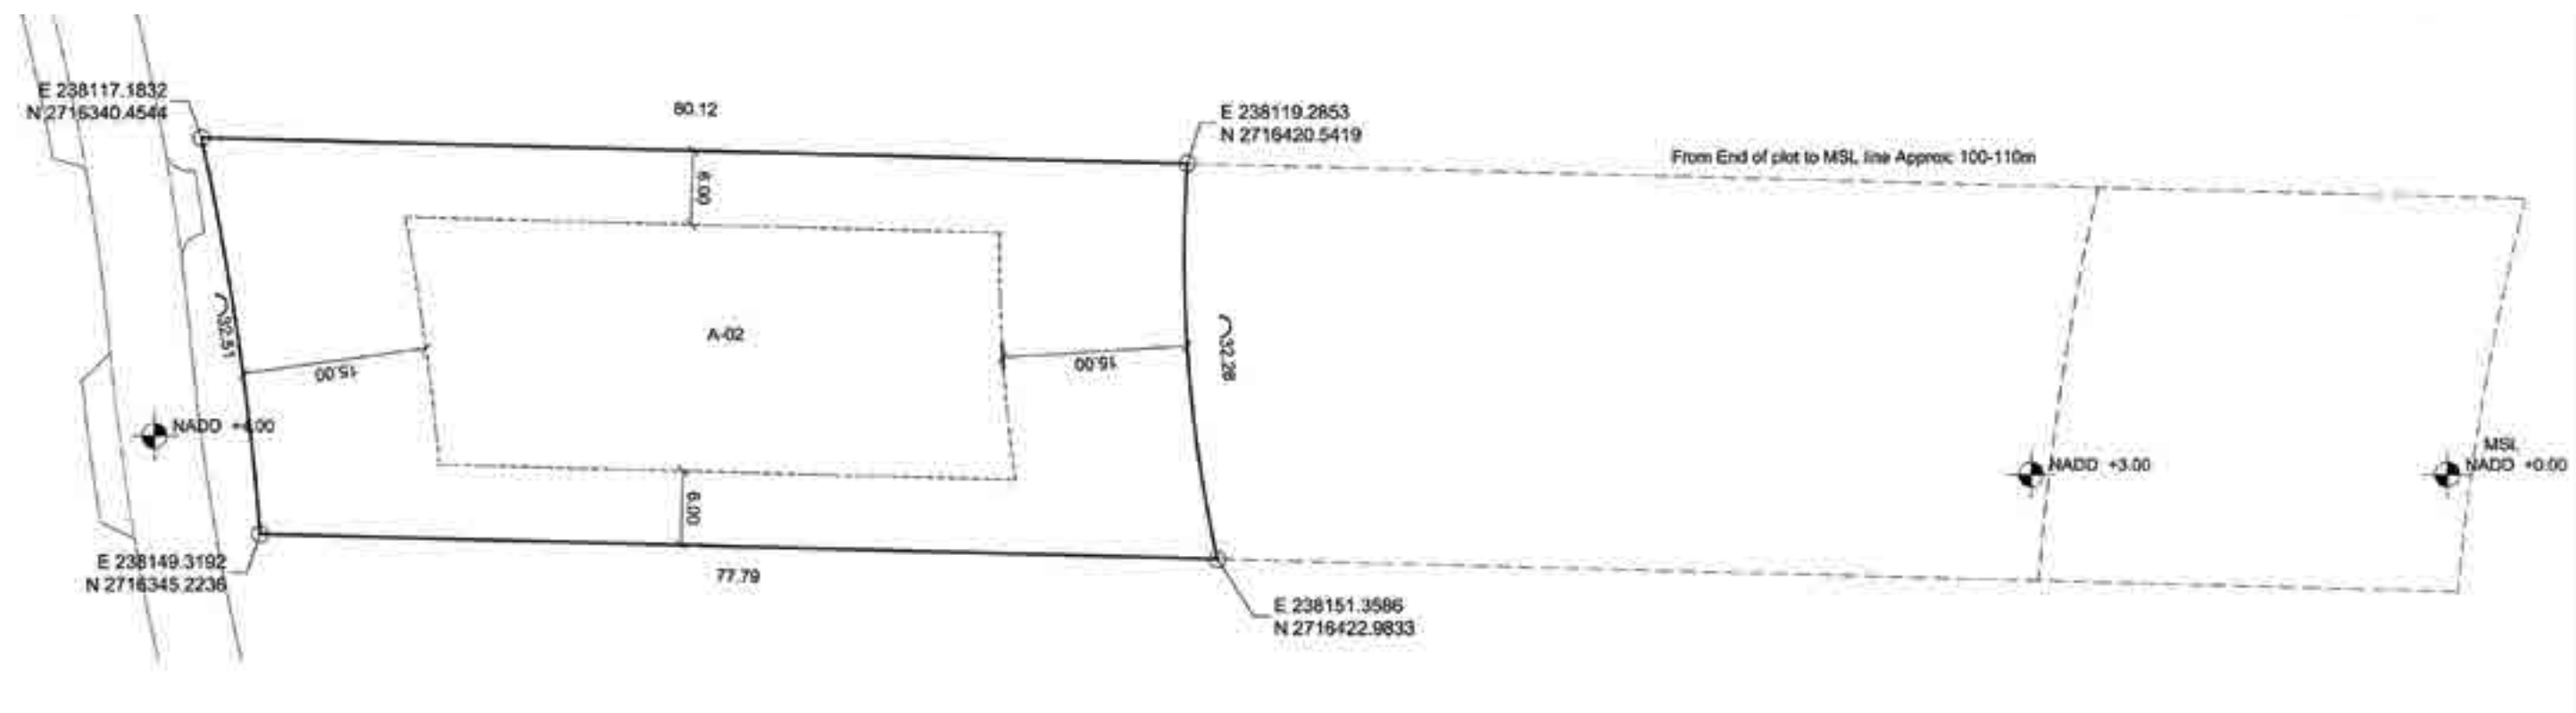 E 238117.1832
N 2716340.4544
80.12
E 238119.2853
N 2716420.5419
From End of plot to MSL line Approx: 100-110m
6.00
32.51
A-02
15.00
15.00
32.28
NADD +4.00
MSL
NADD +3.00
NADD +0.00
6.00
E 238149.3192
N 2716345.2236
77.79
E 238151.3586
N 2716422.9833